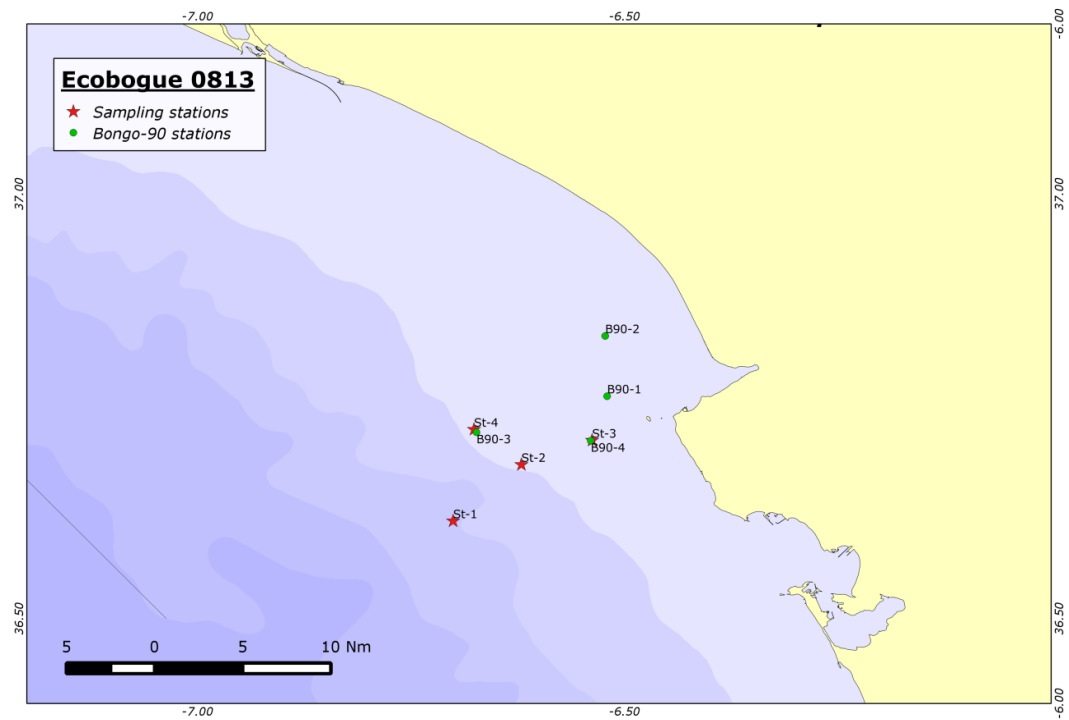 -7.00
-6.50
-6.00
Ecobogue 0813
Sampling stations
Bongo-90 stations
37.00
37.00
B90-2
B90-1
St-4
B90-3
St-3
B90-4
St-2
St-1
36.50
36.50
5 0 5 10 Nm
-7.00
-6.50
-6.00